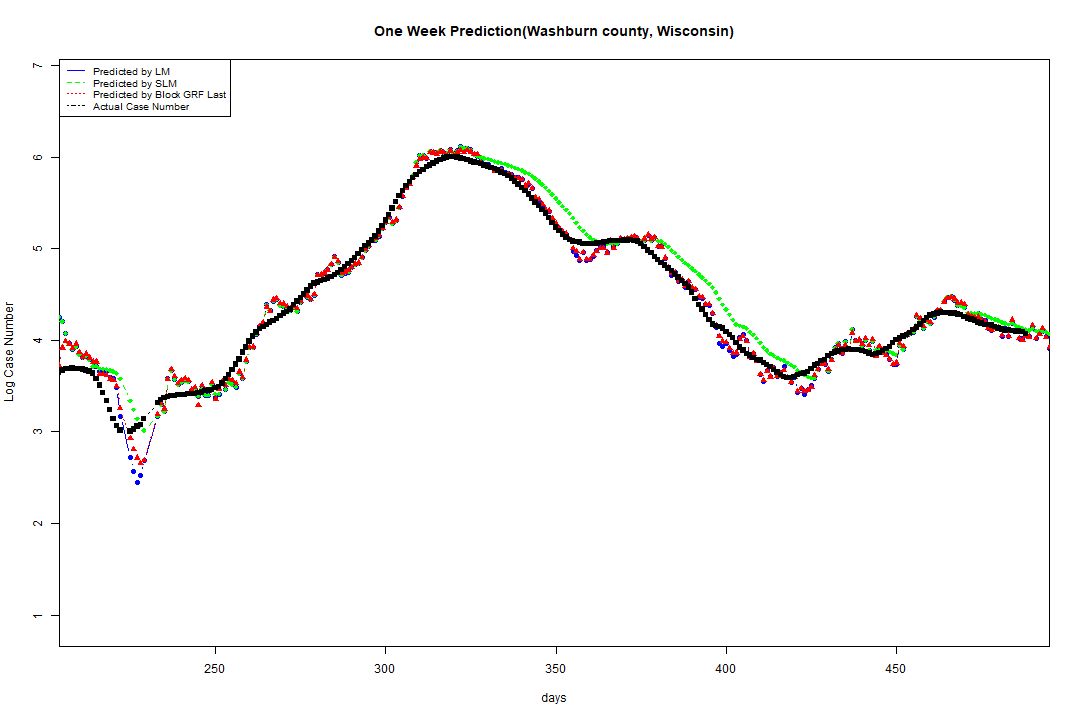 One Week Prediction(Washburn county, Wisconsin)
Predicted by LM
Predicted by SLM
Predicted by Block GRF Last
Actual Case Number
7
6
5
4
3
2
1
Log Case Number
250 300 350 400 450
days